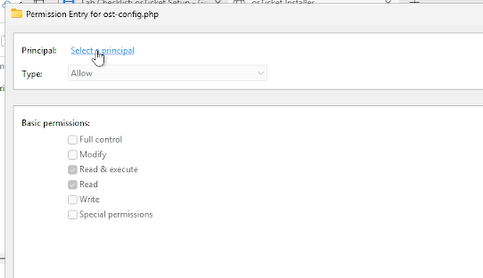 Lab Checklist osTicket Setup
osTicket Installer
Permission Entry for ost-config.php
Principal: Select a principal
Type: Allow
Basic permissions:
Full control
Modify
Read & execute
Read
Write
Special permissions